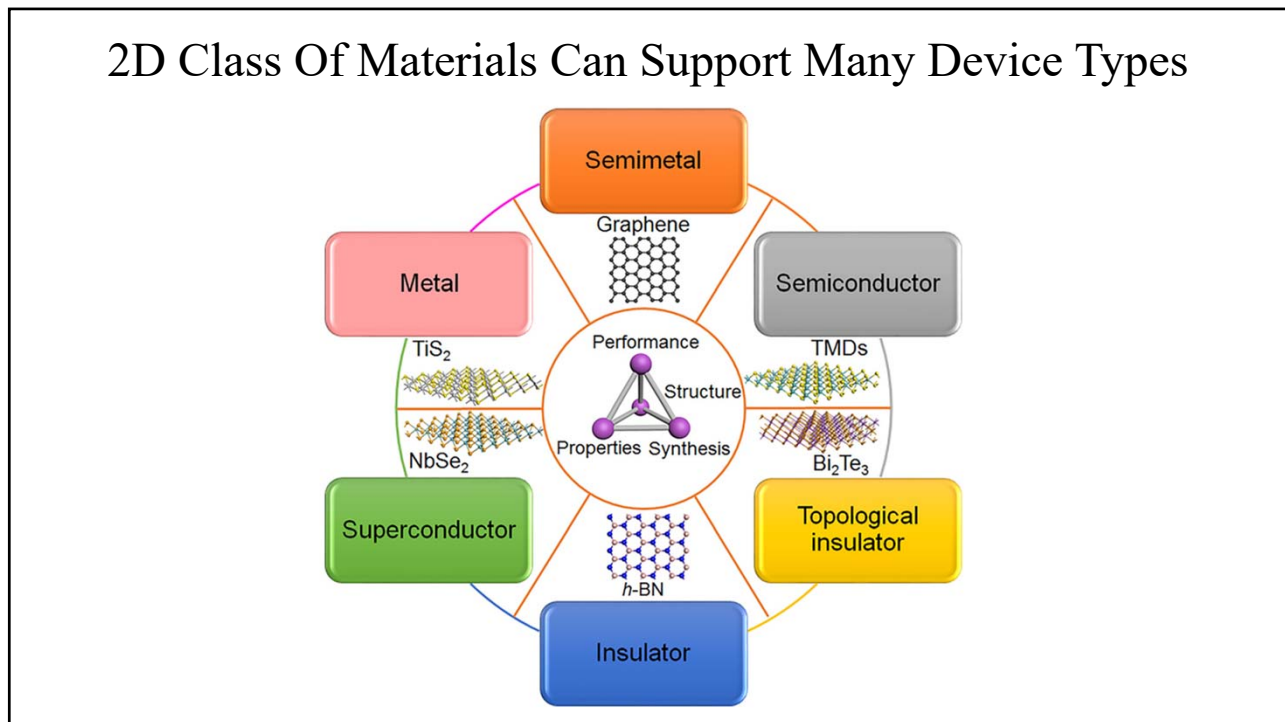 2D Class Of Materials Can Support Many Device Types
Semimetal
Graphene
Metal
Semiconductor
TiS₂
TMDs
Performance
Structure
Properties
Synthesis
NbSe₂
Bi₂Te₃
Superconductor
Topological
insulator
h-BN
Insulator